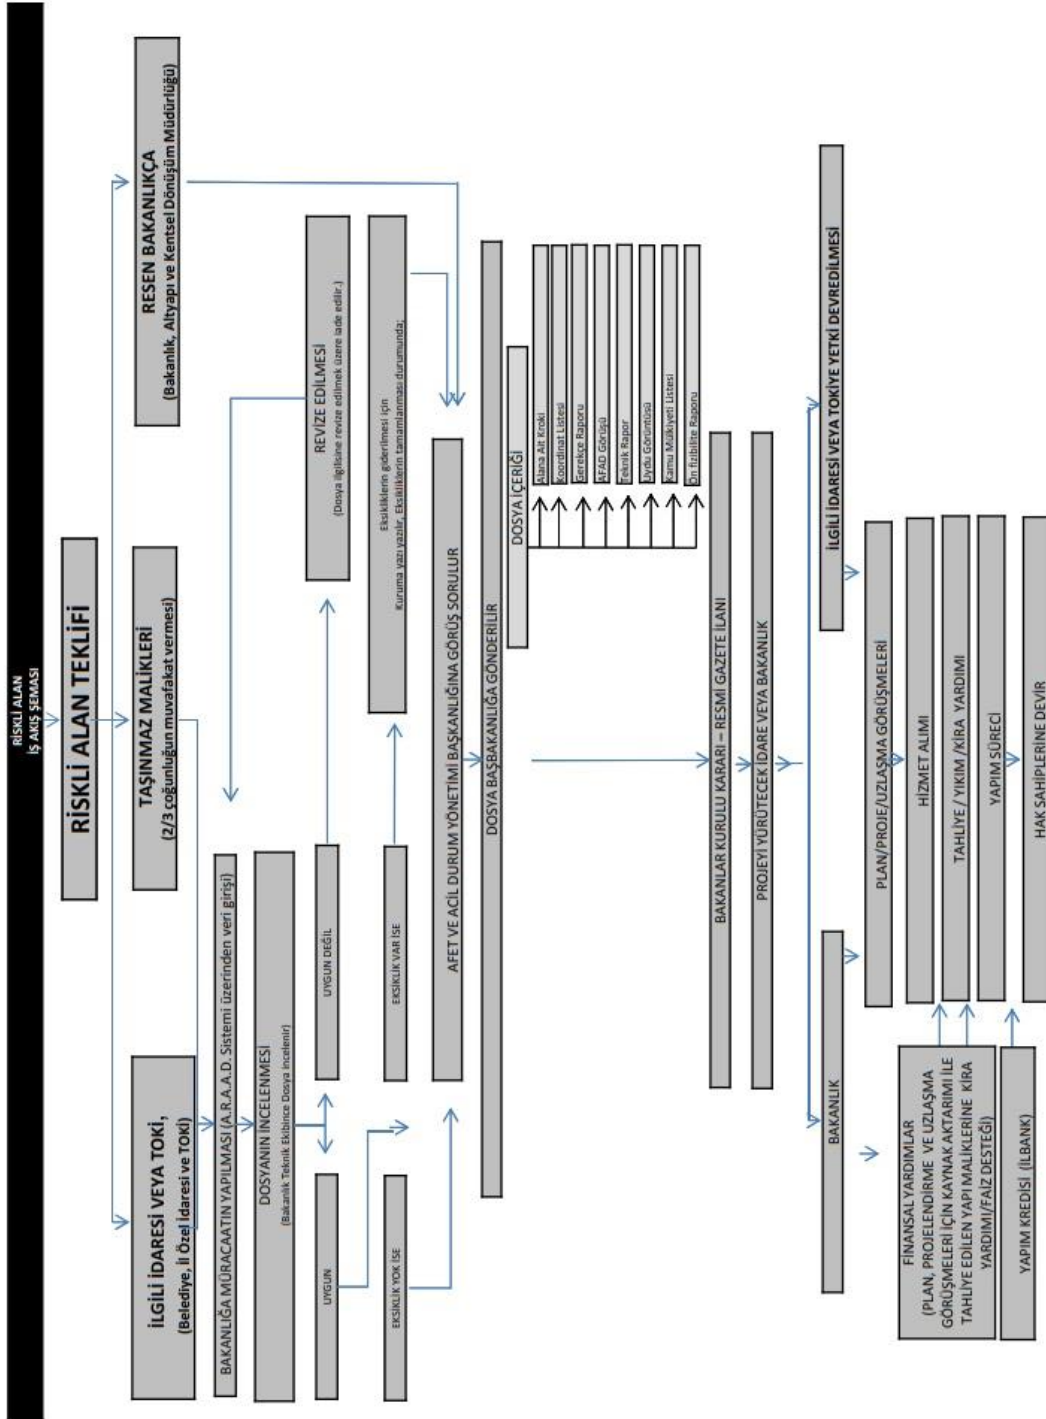 RİSKLİ ALAN
İŞ AKIŞ ŞEMASI
RİSKLİ ALAN TEKLİFİ
İLGİLİ İDARESİ VEYA TOKİ,
(Belediye, İl Özel İdaresi ve TOKİ)
TAŞINMAZ MALİKLERİ
(2/3 çoğunluğun muvafakat vermesi)
RESEN BAKANLIKÇA
(Bakanlık, Altyapı ve Kentsel Dönüşüm Müdürlüğü)
BAKANLIĞA MÜRACAATIN YAPILMASI (A.R.A.A.D. Sistemi üzerinden veri girişi)
DOSYANIN İNCELENMESİ
(Bakanlık Teknik Ekibince Dosya incelenir)
UYGUN
UYGUN DEĞİL
REVİZE EDİLMESİ
(Dosya ilgilisine revize edilmek üzere iade edilir.)
EKSİKLİK YOK İSE
EKSİKLİK VAR İSE
Eksikliklerin giderilmesi için
Kuruma yazı yazılır, Eksikliklerin tamamlanması durumunda;
AFET VE ACİL DURUM YÖNETİMİ BAŞKANLIĞINA GÖRÜŞ SORULUR
DOSYA BAŞBAKANLIĞA GÖNDERİLİR
DOSYA İÇERİĞİ
Alana Ait Kroki
Koordinat Listesi
Gerekçe Raporu
AFAD Görüşü
Teknik Rapor
Uydu Görüntüsü
Kamu Mülkiyeti Listesi
Ön fizibilite Raporu
BAKANLAR KURULU KARARI – RESMİ GAZETE İLANI
PROJEYİ YÜRÜTECEK İDARE VEYA BAKANLIK
BAKANLIK
İLGİLİ İDARESİ VEYA TOKİYE YETKİ DEVREDİLMESİ
PLAN/PROJE/UZLAŞMA GÖRÜŞMELERİ
HİZMET ALIMI
TAHLİYE / YIKIM /KİRA YARDIMI
YAPIM SÜRECİ
HAK SAHİPLERİNE DEVİR
FİNANSAL YARDIMLAR
(PLAN, PROJELENDİRME VE UZLAŞMA
GÖRÜŞMELERİ İÇİN KAYNAK AKTARIMI İLE
TAHLİYE EDİLEN YAPI MALİKLERİNE KİRA
YARDIMI/FAİZ DESTEĞİ)
YAPIM KREDİSİ (İLBANK)